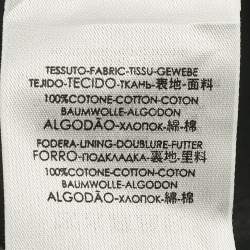 TESSUTO-FABRIC-TISSU-GEWEBE
TEJIDO-TECIDO-ТКАНЬ-表地-面料
100%COTONE-COTTON-COTON
BAUMWOLLE-ALGODON
ALGODÃO-ХЛОПОК-綿-棉
FODERA-LINING-DOUBLURE-FUTTER
FORRO-ПОДКЛАДКА-裏地-里料
100%COTONE-COTTON-COTON
BAUMWOLLE-ALGODON
ALGODÃO-ХЛОПОК-綿-棉